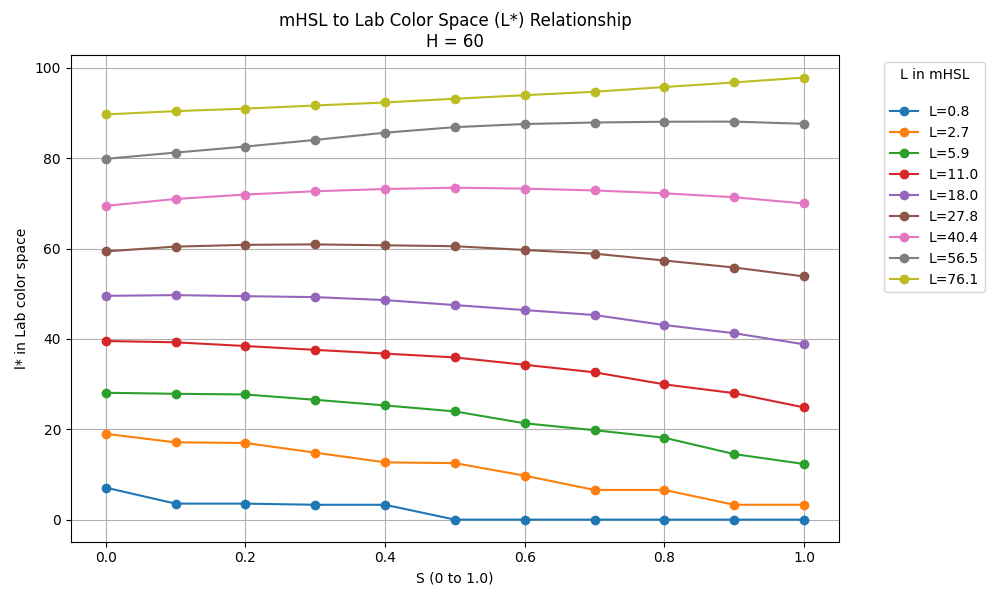 mHSL to Lab Color Space (L*) Relationship
H = 60
100
80
60
40
20
0
l* in Lab color space
0.0 0.2 0.4 0.6 0.8 1.0
S (0 to 1.0)
L in mHSL
L=0.8
L=2.7
L=5.9
L=11.0
L=18.0
L=27.8
L=40.4
L=56.5
L=76.1